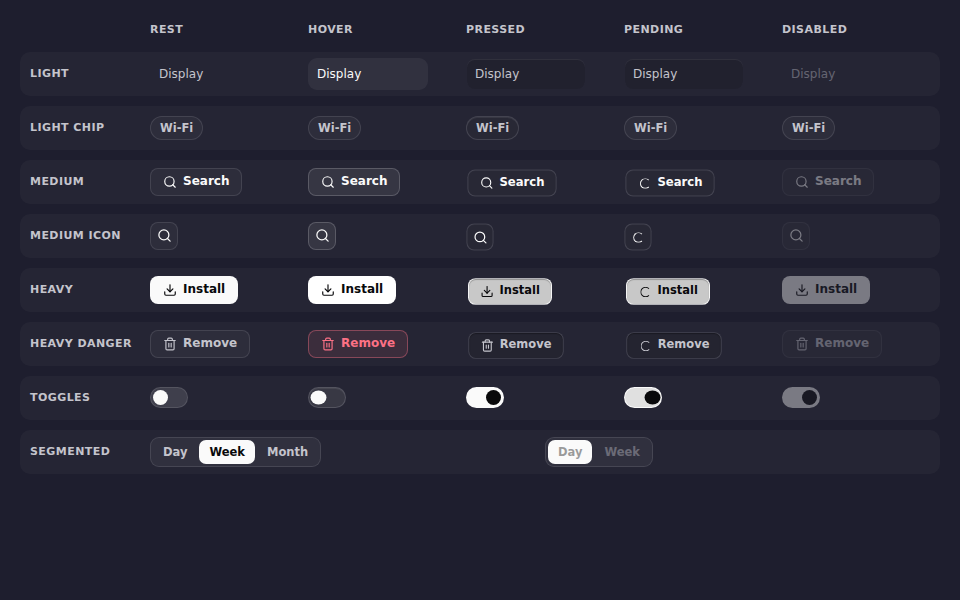 REST HOVER PRESSED PENDING DISABLED
LIGHT Display Display Display Display Display
LIGHT CHIP Wi-Fi Wi-Fi Wi-Fi Wi-Fi Wi-Fi
MEDIUM Search Search Search Search Search
MEDIUM ICON
HEAVY Install Install Install Install Install
HEAVY DANGER Remove Remove Remove Remove Remove
TOGGLES
SEGMENTED Day Week Month Day Week